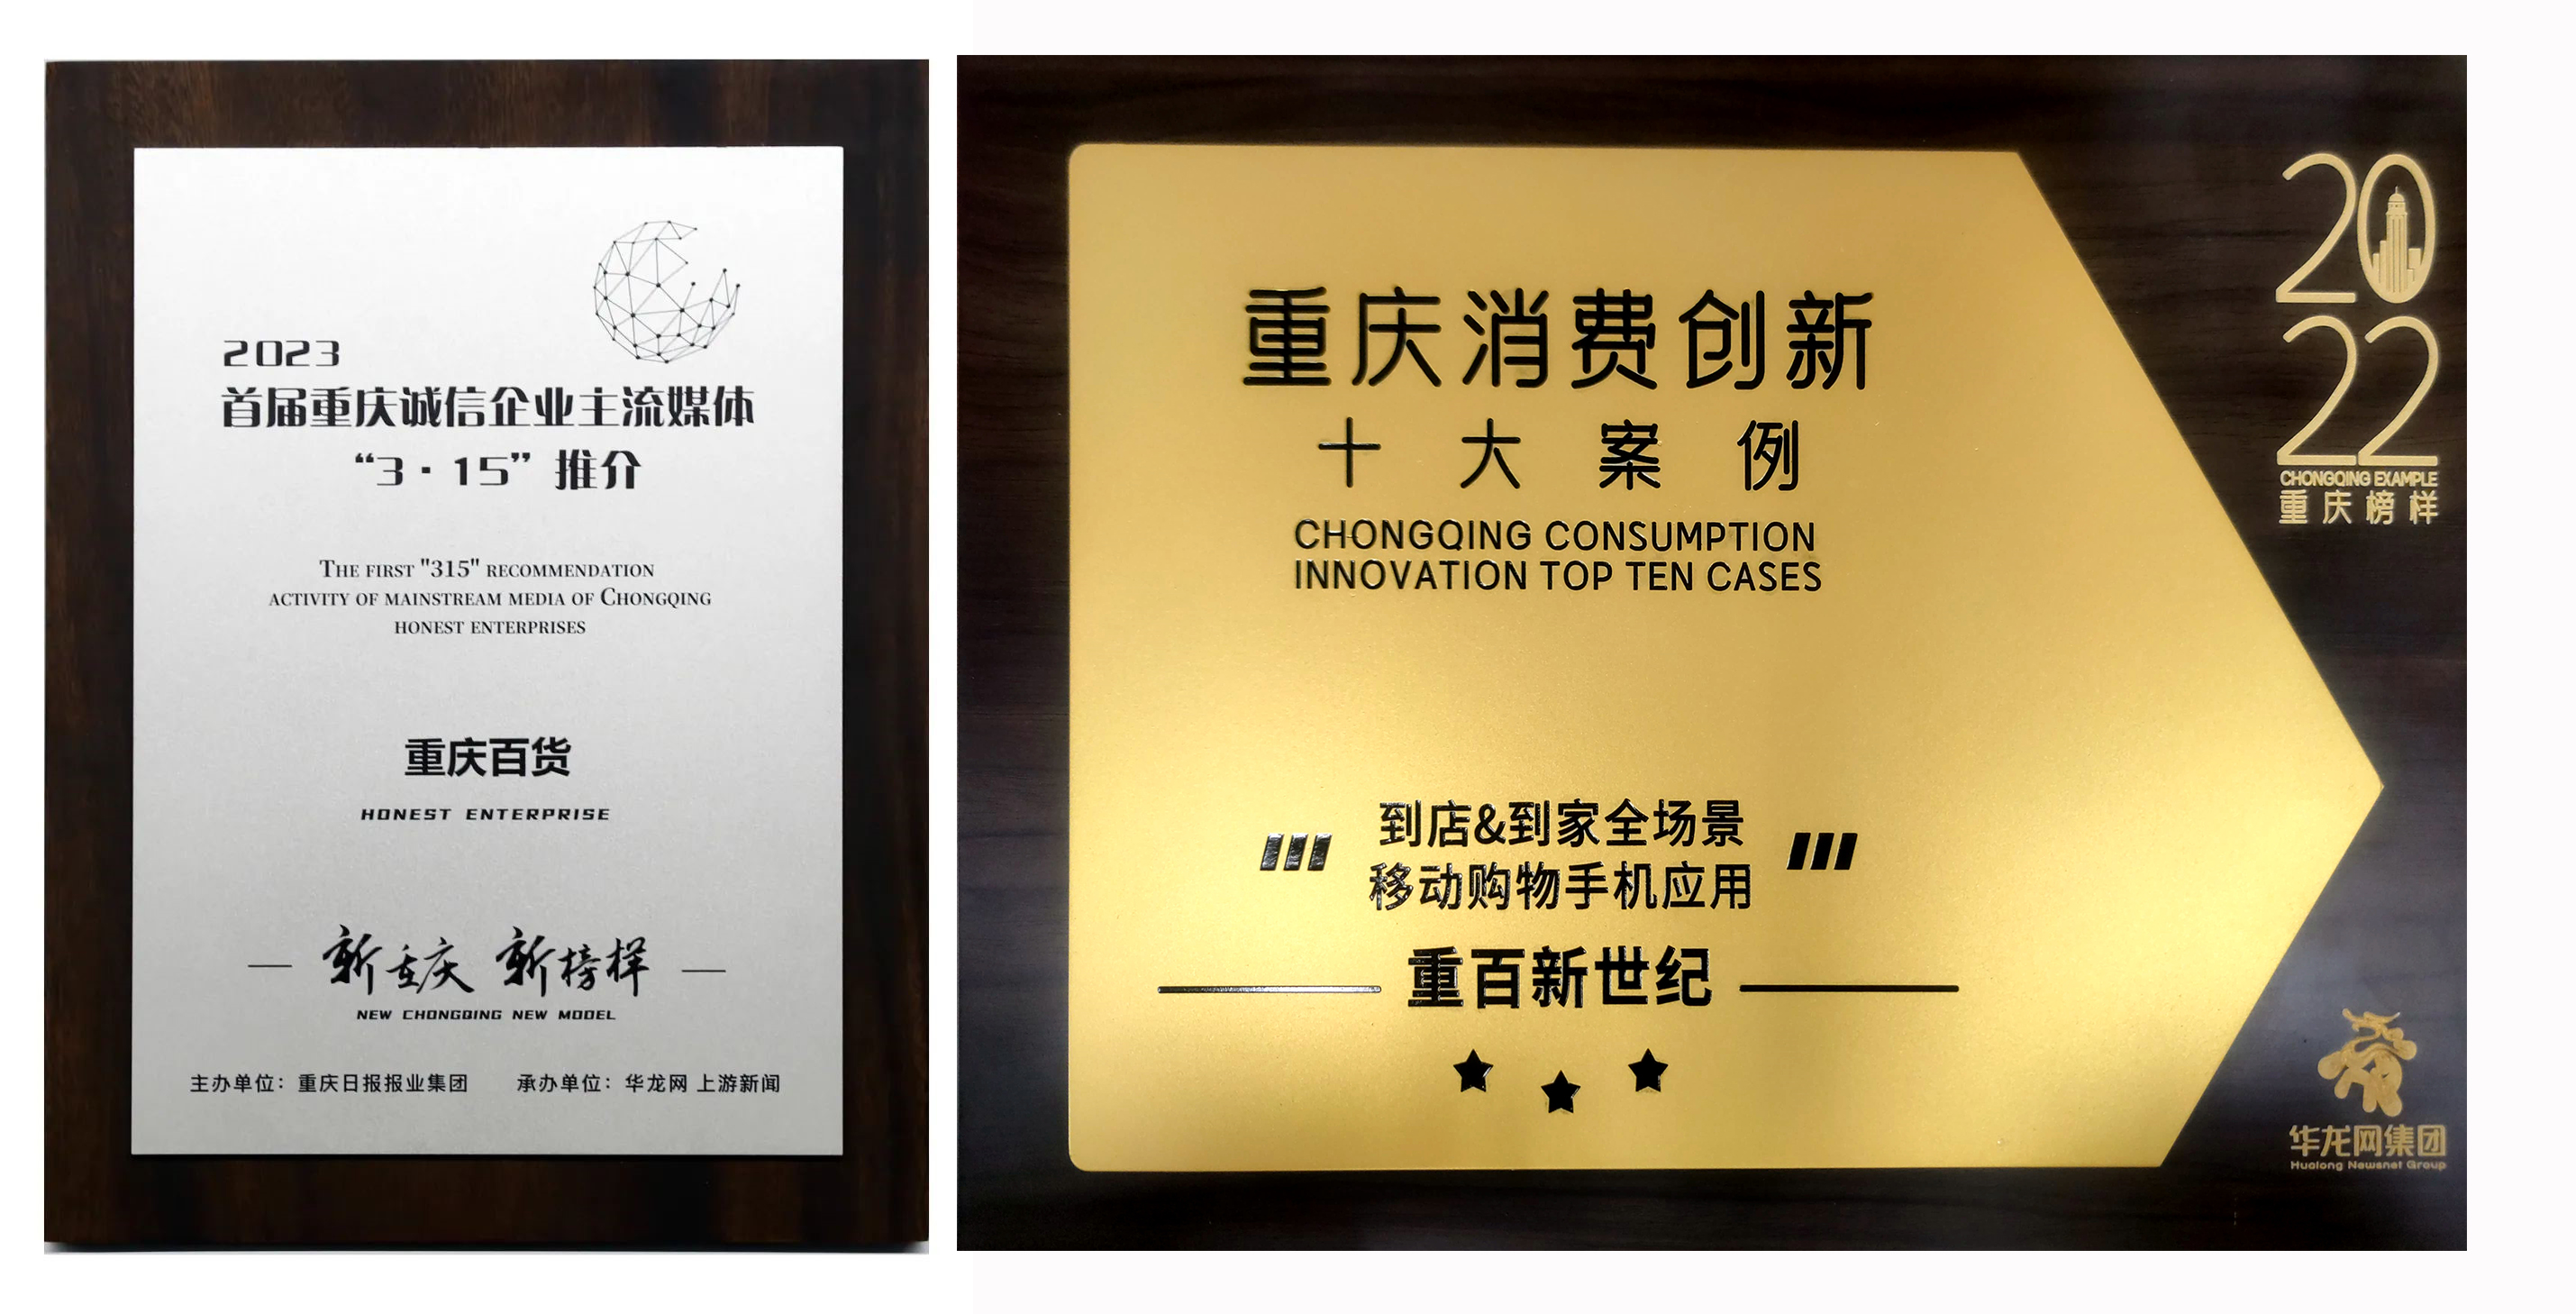 2023
首届重庆诚信企业主流媒体
“3·15”推介
THE FIRST "315" RECOMMENDATION
ACTIVITY OF MAINSTREAM MEDIA OF CHONGQING
HONEST ENTERPRISES
重庆百货
HONEST ENTERPRISE
新重庆 新榜样
NEW CHONGQING NEW MODEL
主办单位：重庆日报报业集团 承办单位：华龙网 上游新闻
重庆消费创新
十大案例
CHONGQING CONSUMPTION
INNOVATION TOP TEN CASES
到店&到家全场景
移动购物手机应用
重百新世纪
20
22
CHONGQING EXAMPLE
重庆榜样
华龙网集团
Hualong Newsnet Group